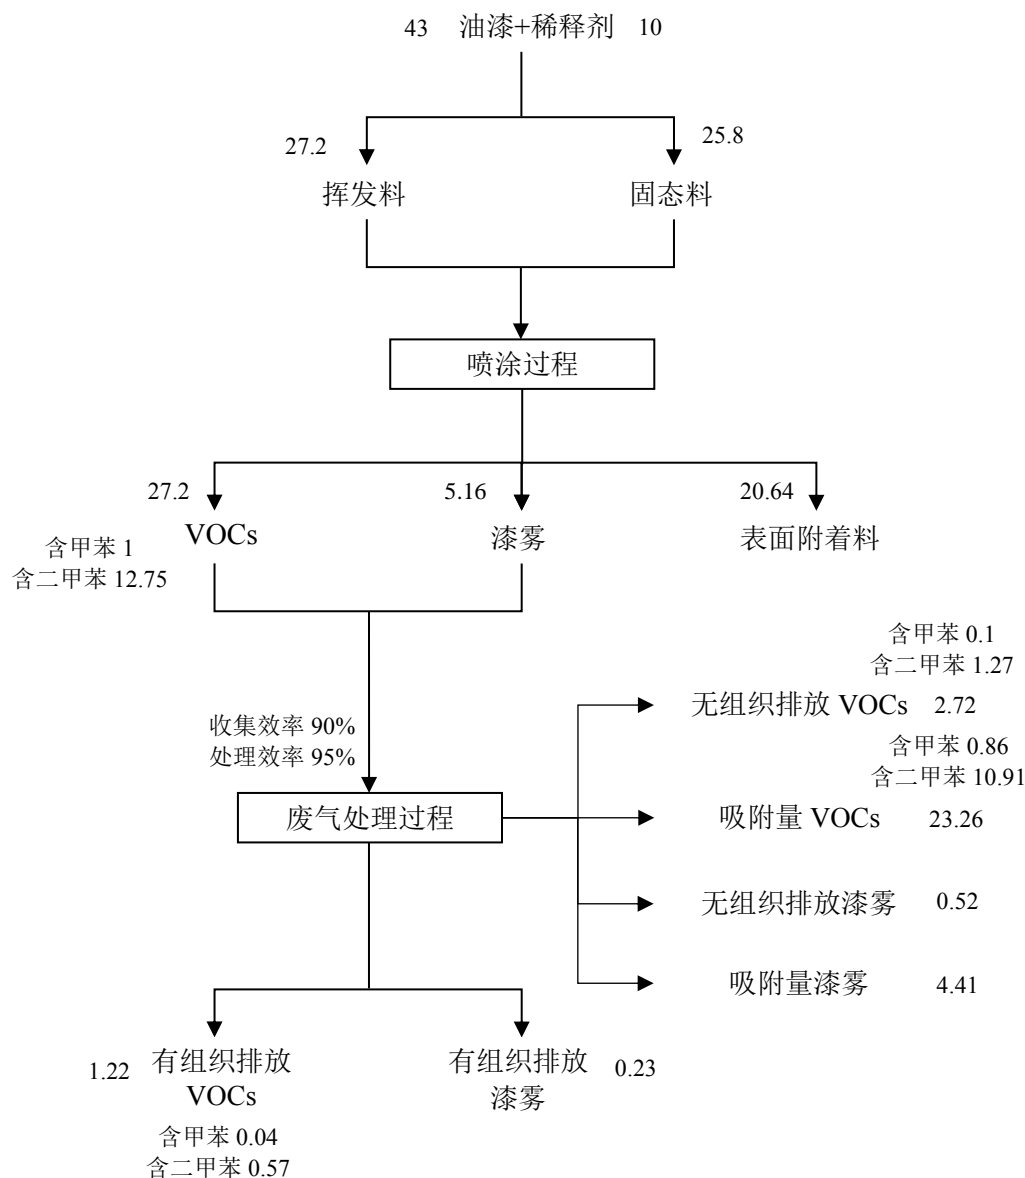 43 油漆+稀释剂 10
27.2
25.8
挥发料
固态料
喷涂过程
27.2
5.16
20.64
VOCs
漆雾
表面附着料
含甲苯 1
含二甲苯 12.75
含甲苯 0.1
含二甲苯 1.27
无组织排放 VOCs 2.72
收集效率 90%
处理效率 95%
含甲苯 0.86
含二甲苯 10.91
废气处理过程
吸附量 VOCs 23.26
无组织排放漆雾 0.52
吸附量漆雾 4.41
1.22
有组织排放
VOCs
有组织排放
漆雾
0.23
含甲苯 0.04
含二甲苯 0.57